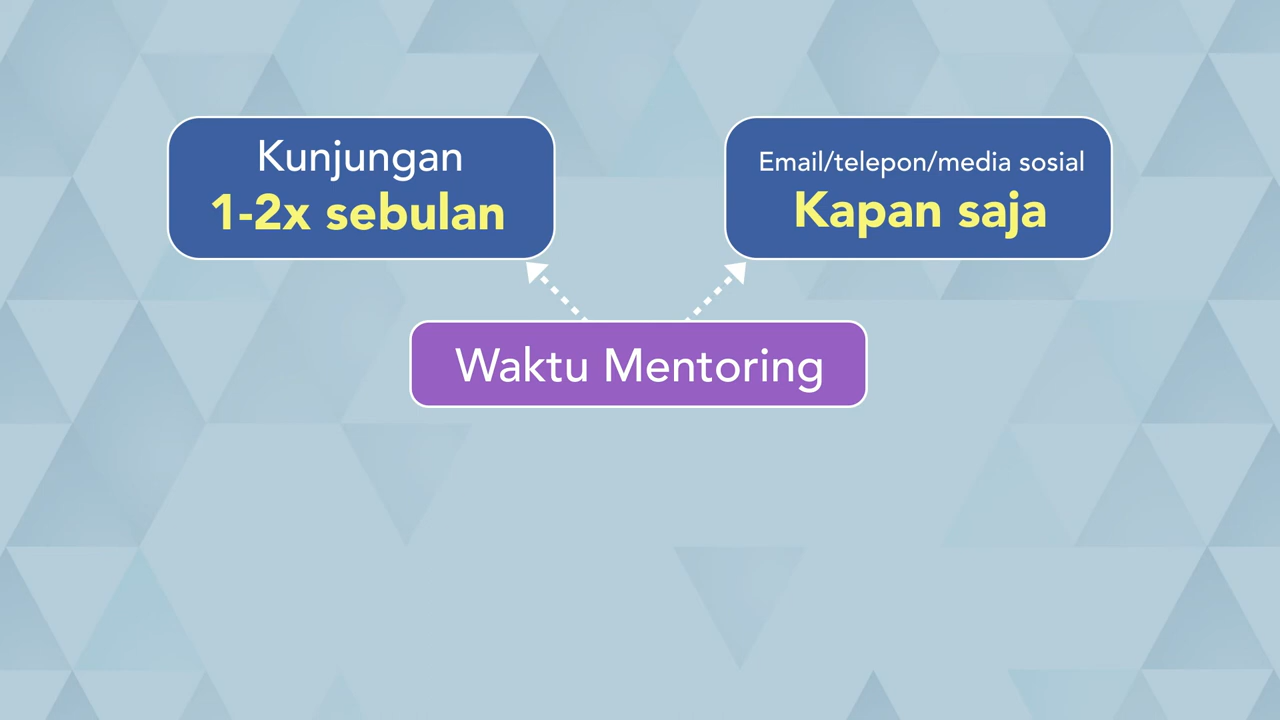 Kunjungan
1-2x sebulan
Email/telepon/media sosial
Kapan saja
Waktu Mentoring